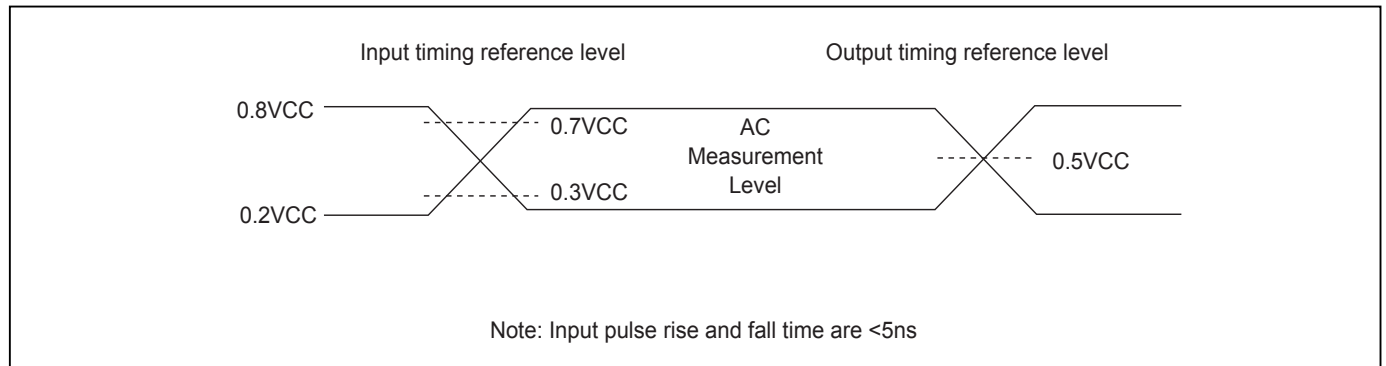 Input timing reference level
Output timing reference level
0.8VCC
0.7VCC
AC
Measurement
Level
0.5VCC
0.3VCC
0.2VCC
Note: Input pulse rise and fall time are <5ns